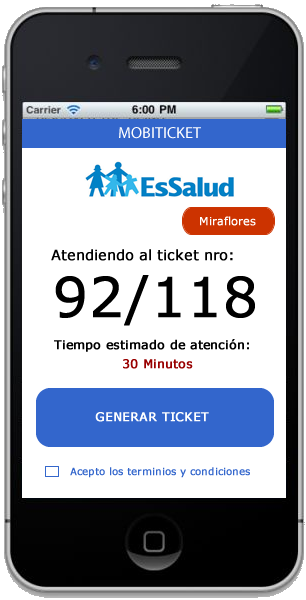 Carrier 6:00 PM
MOBITICKET
EsSalud
Miraflores
Atendiendo al ticket nro:
92/118
Tiempo estimado de atención:
30 Minutos
GENERAR TICKET
Acepto los terminios y condiciones